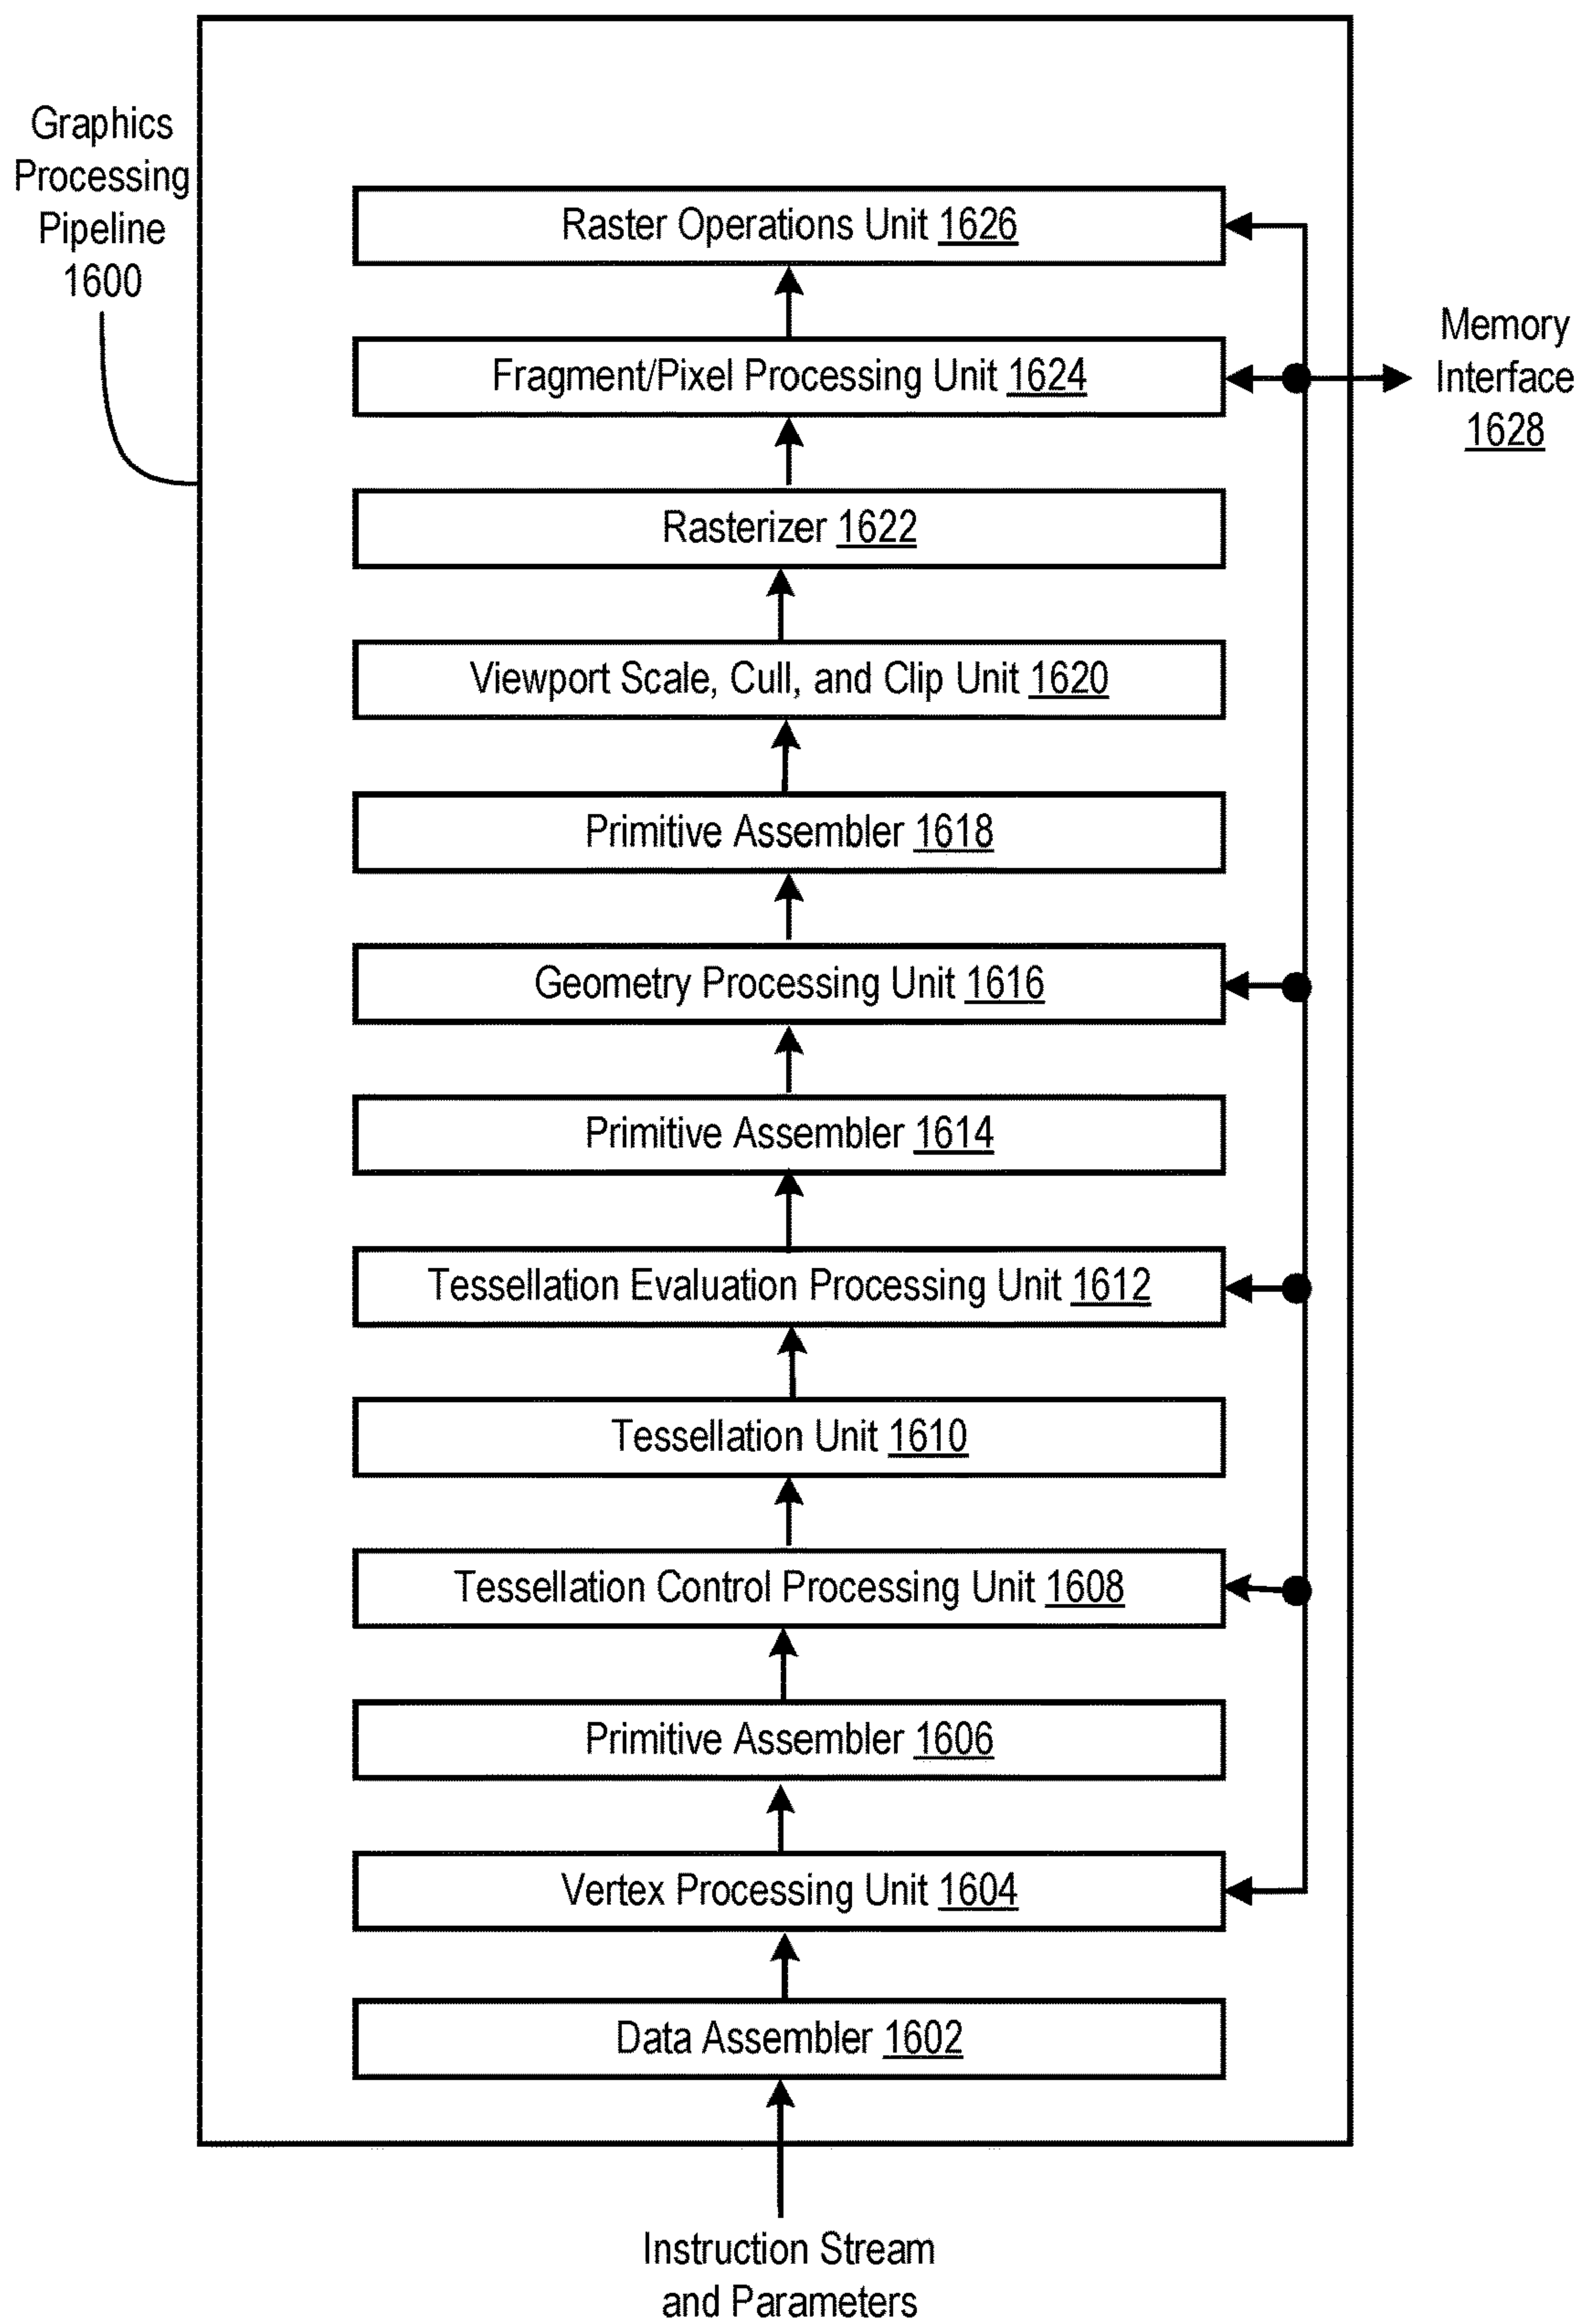 Graphics
Processing
Pipeline
1600
Raster Operations Unit 1626
Fragment/Pixel Processing Unit 1624
Memory
Interface
1628
Rasterizer 1622
Viewport Scale, Cull, and Clip Unit 1620
Primitive Assembler 1618
Geometry Processing Unit 1616
Primitive Assembler 1614
Tessellation Evaluation Processing Unit 1612
Tessellation Unit 1610
Tessellation Control Processing Unit 1608
Primitive Assembler 1606
Vertex Processing Unit 1604
Data Assembler 1602
Instruction Stream
and Parameters